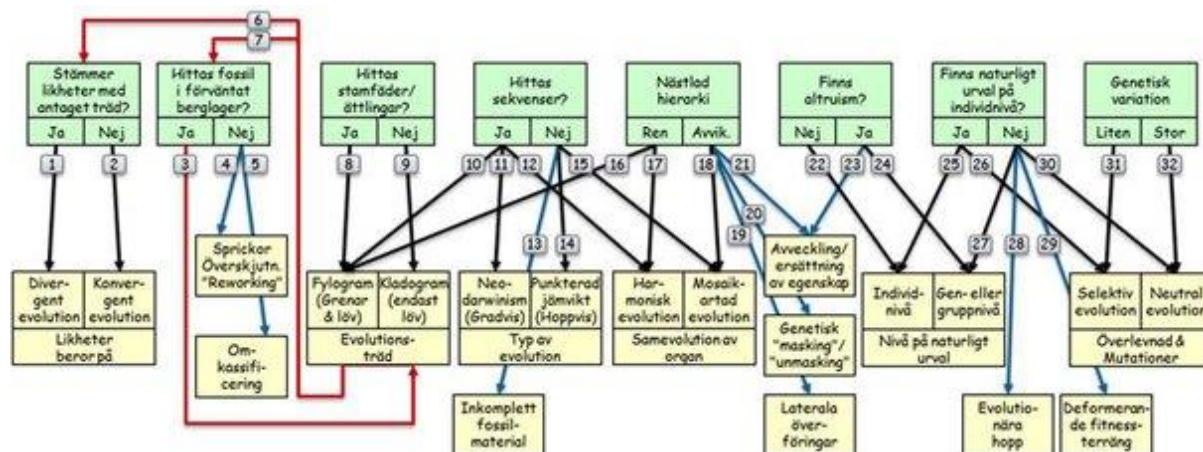 6
7
Stämmer
likheter med
antaget träd?
Ja Nej
Hittas fossil
i förväntat
berglager?
Ja Nej
Hittas
stamfäder/
ättlingar?
Ja Nej
Hittas
sekvenser?
Ja Nej
Nästlad
hierarki
Ren Avvik.
Finns
altruism?
Nej Ja
Finns naturligt
urval på
individnivå?
Ja Nej
Genetisk
variation
Liten Stor
1 2 3 4 5 8 9 10 11 12 15 16 17 18 21 22 23 24 25 26 30 31 32
13 14 20 19 27 28 29
Sprickor
Överskjutn.
"Reworking"
Avveckling/
ersättning
av egenskap
Diver-
gent
evolution
Konver-
gent
evolution
Likheter
beror på
Fylogram
(Grenar
& löv)
Kladogram
(endast
löv)
Evolutions-
träd
Neo-
darwinism
(Gradvis)
Punkterad
jämvikt
(Hoppvis)
Typ av
evolution
Har-
monisk
evolution
Mosaik-
artad
evolution
Samevolution av
organ
Individ-
nivå
Gen- eller
gruppnivå
Nivå på naturligt
urval
Selektiv
evolution
Neutral
evolution
Överlevnad &
Mutationer
Om-
kassifi-
cering
Genetisk
"masking"/
"unmasking"
Inkomplett
fossil-
material
Laterala
över-
föringar
Evolutio-
nära
hopp
Deformeran-
de fitness-
terräng